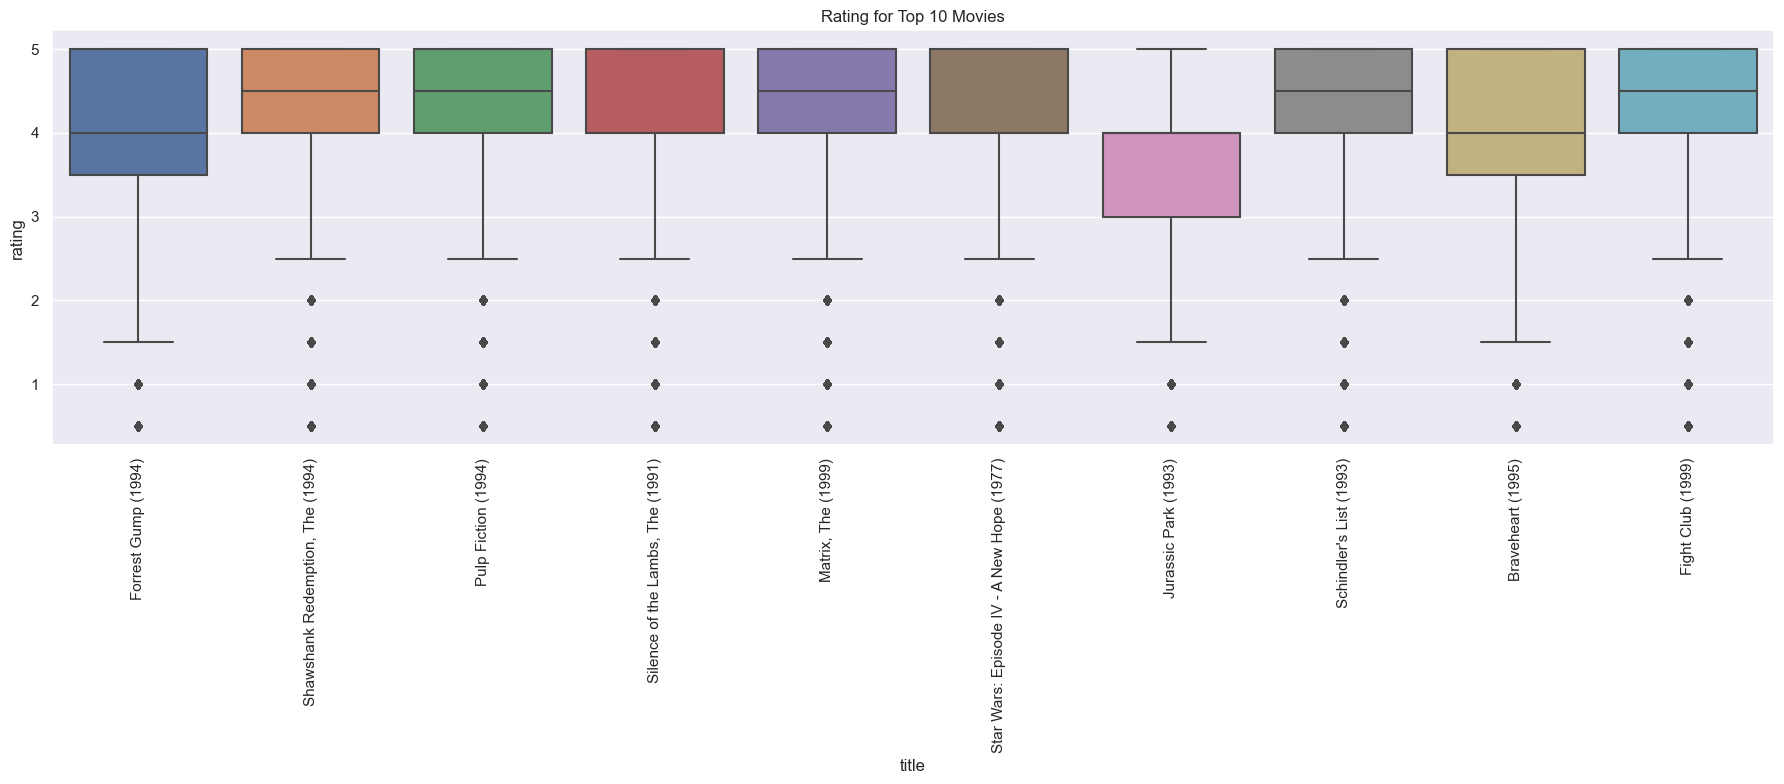 Rating for Top 10 Movies
5
4
3
2
1
rating
Forrest Gump (1994)
Shawshank Redemption, The (1994)
Pulp Fiction (1994)
Silence of the Lambs, The (1991)
Matrix, The (1999)
Star Wars: Episode IV - A New Hope (1977)
Jurassic Park (1993)
Schindler's List (1993)
Braveheart (1995)
Fight Club (1999)
title